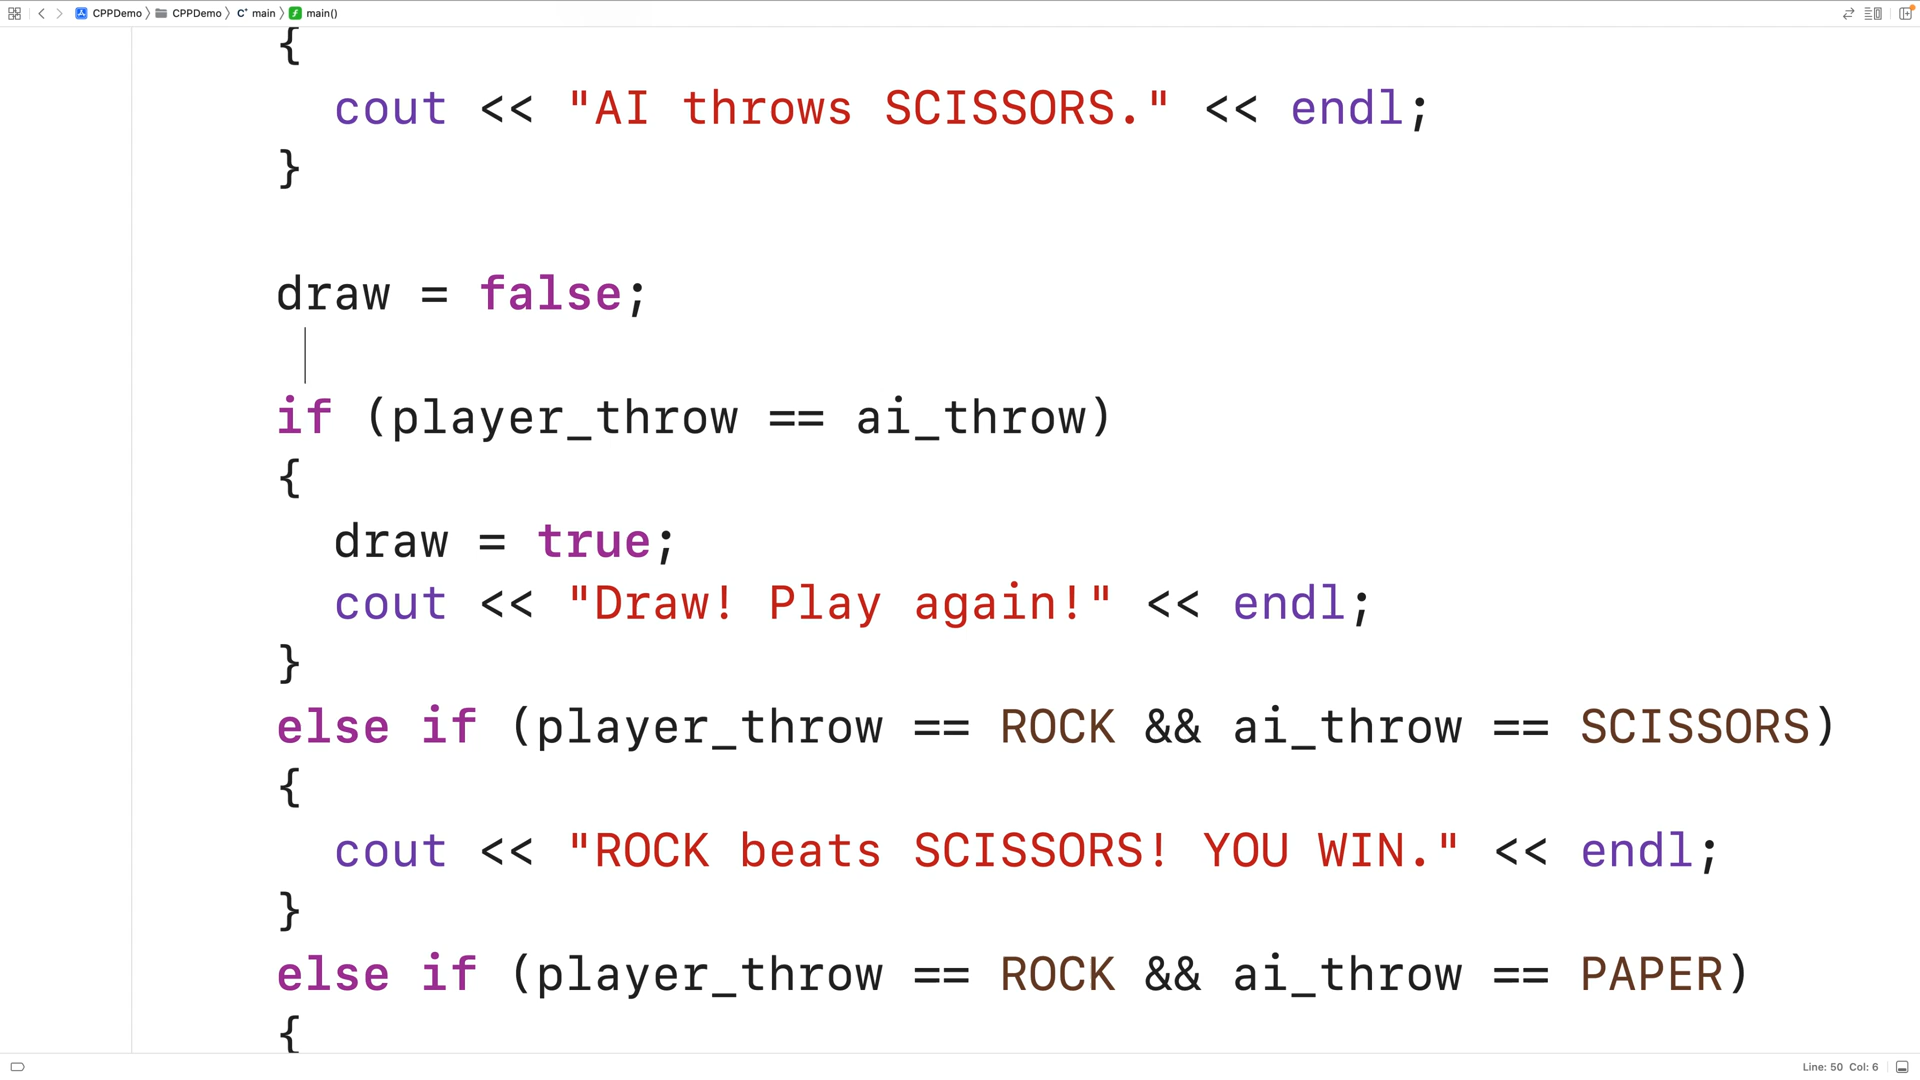 CPPDemo CPPDemo C+ main f main()
{
cout << "AI throws SCISSORS." << endl;
}
draw = false;
if (player_throw == ai_throw)
{
draw = true;
cout << "Draw! Play again!" << endl;
}
else if (player_throw == ROCK && ai_throw == SCISSORS)
{
cout << "ROCK beats SCISSORS! YOU WIN." << endl;
}
else if (player_throw == ROCK && ai_throw == PAPER)
{
Line: 50 Col: 6